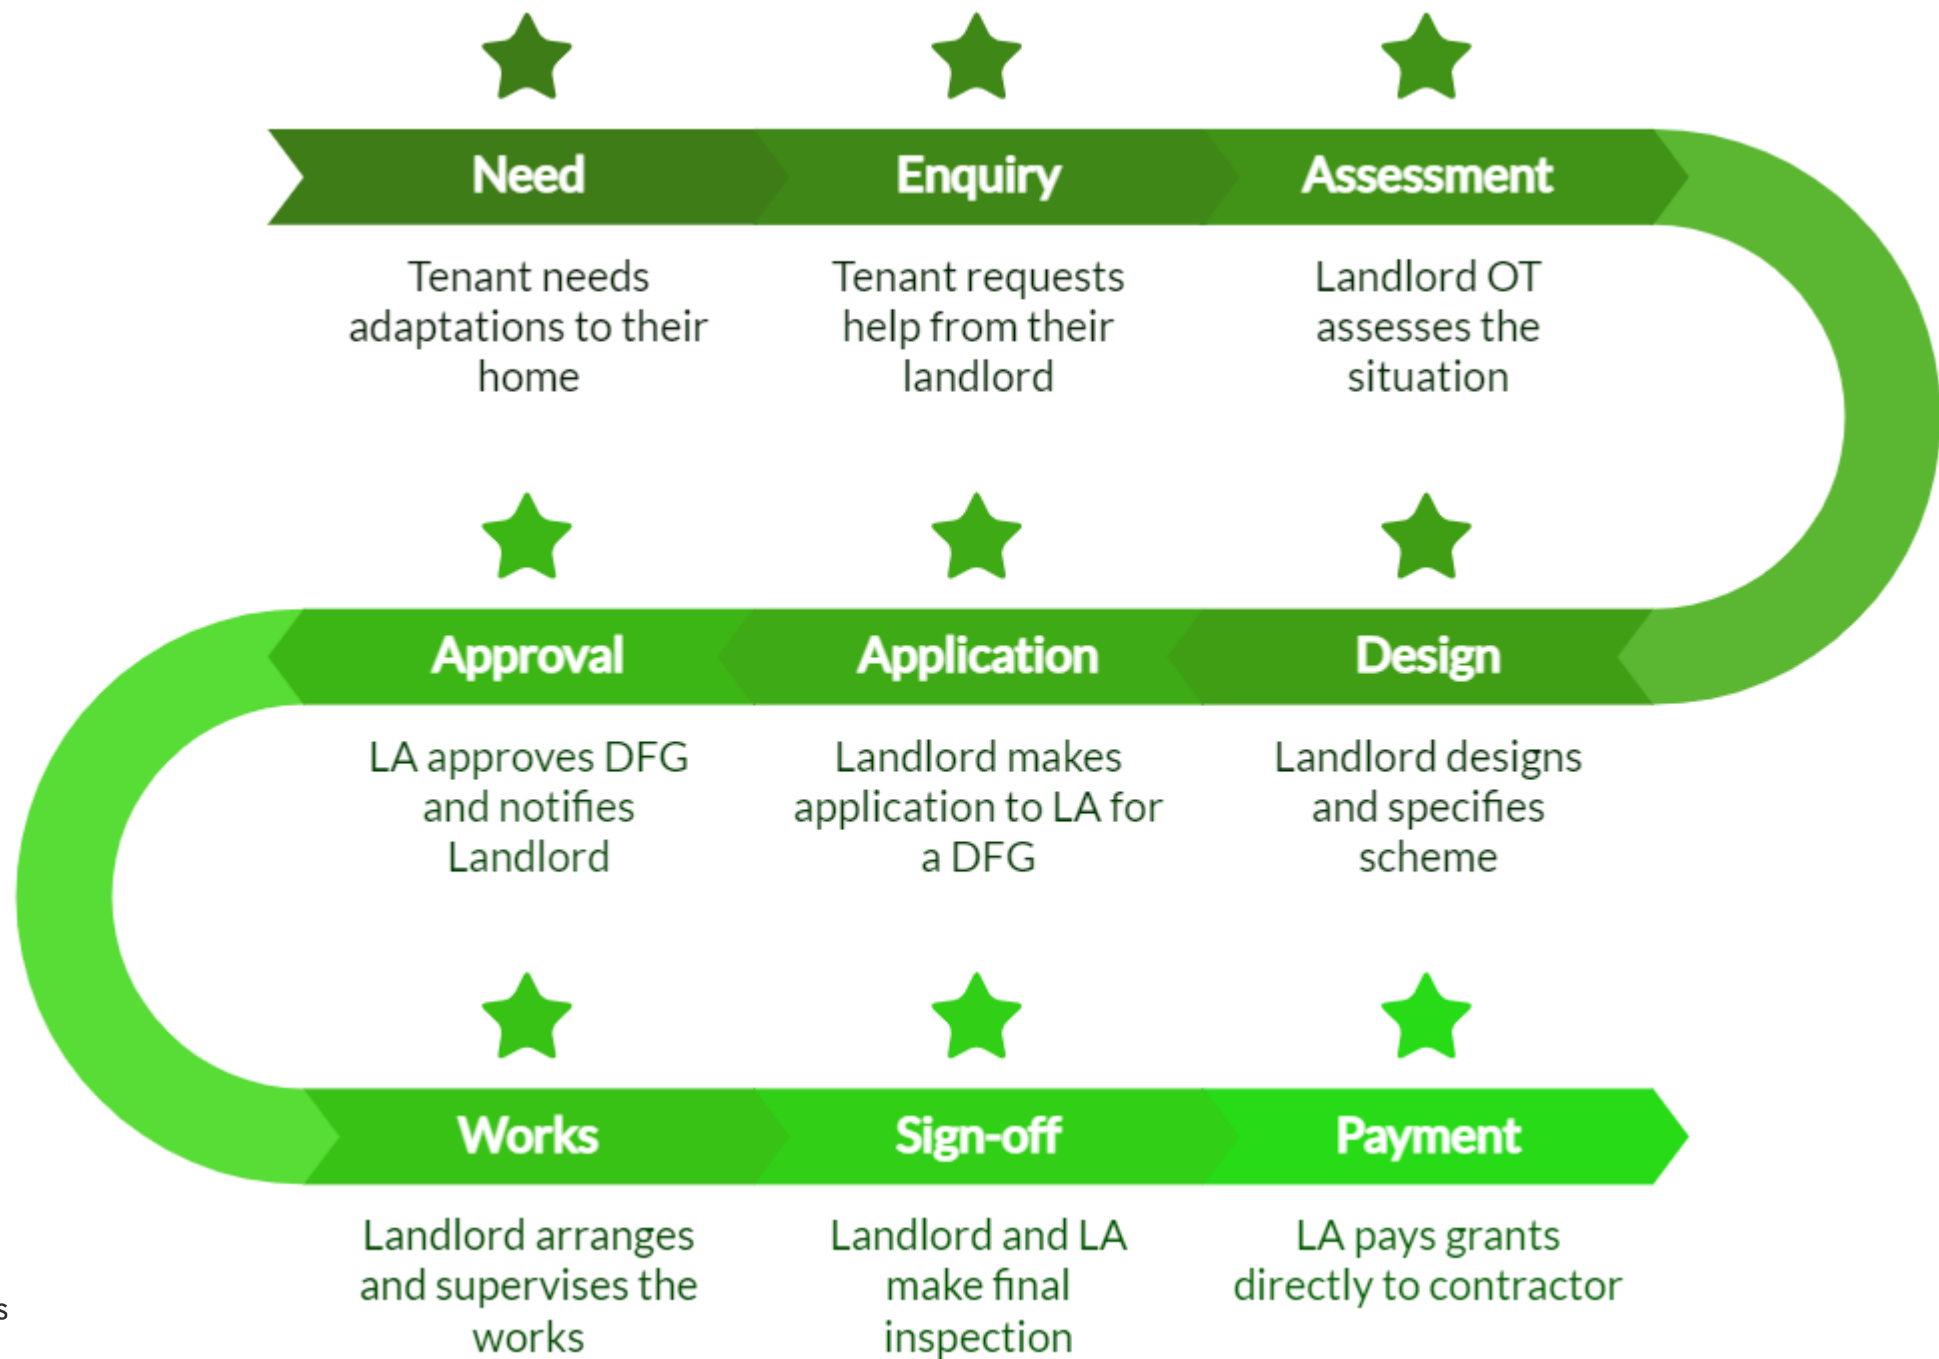 Need
Tenant needs
adaptations to their
home
Enquiry
Tenant requests
help from their
landlord
Assessment
Landlord OT
assesses the
situation
Design
Landlord designs
and specifies
scheme
Application
Landlord makes
application to LA for
a DFG
Approval
LA approves DFG
and notifies
Landlord
Works
Landlord arranges
and supervises the
works
Sign-off
Landlord and LA
make final
inspection
Payment
LA pays grants
directly to contractor
s